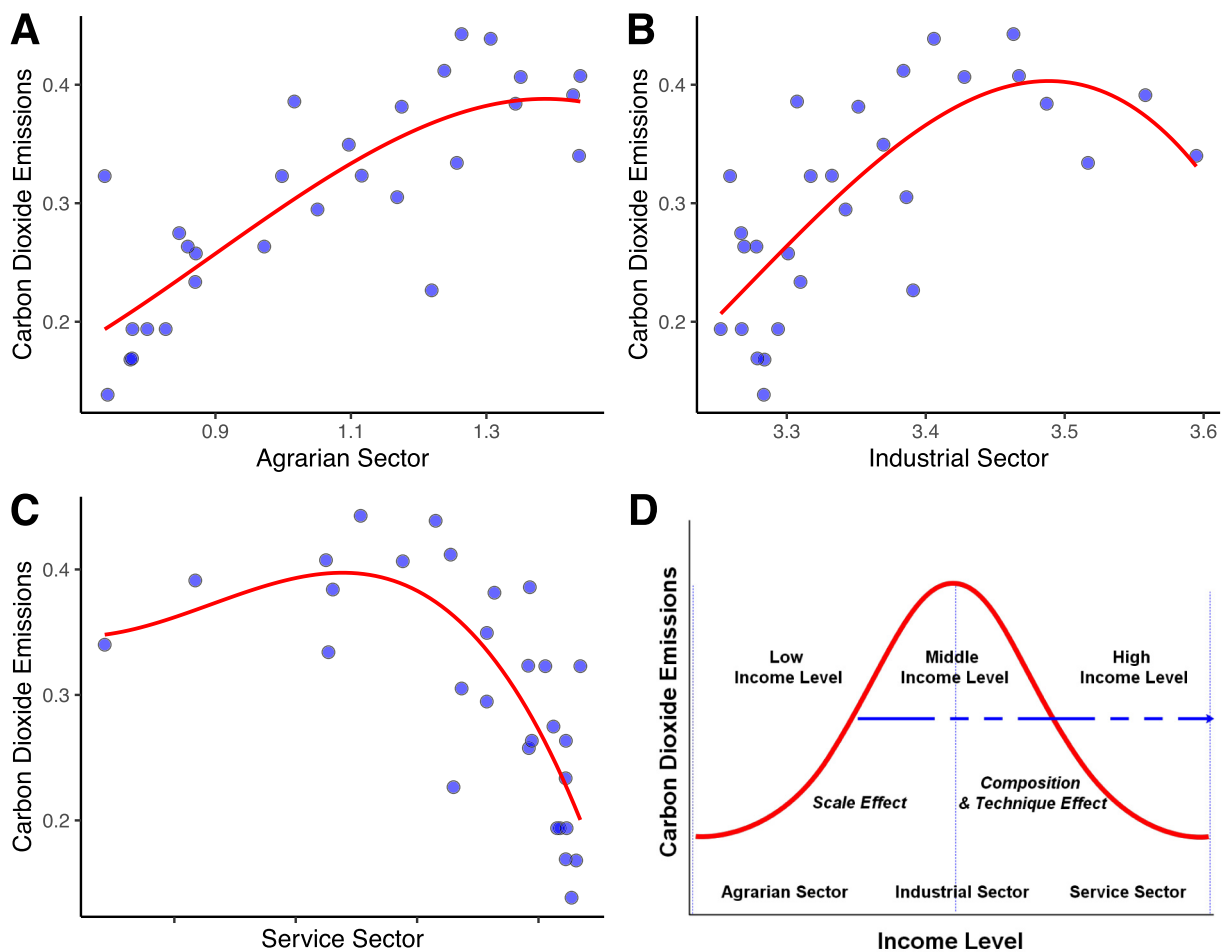 A
Carbon Dioxide Emissions
0.4
0.3
0.2
0.9
1.1
1.3
Agrarian Sector
B
Carbon Dioxide Emissions
0.4
0.3
0.2
3.3
3.4
3.5
3.6
Industrial Sector
C
Carbon Dioxide Emissions
0.4
0.3
0.2
Service Sector
D
Carbon Dioxide Emissions
Low
Income Level
Middle
Income Level
High
Income Level
Scale Effect
Composition
& Technique Effect
Agrarian Sector
Industrial Sector
Service Sector
Income Level